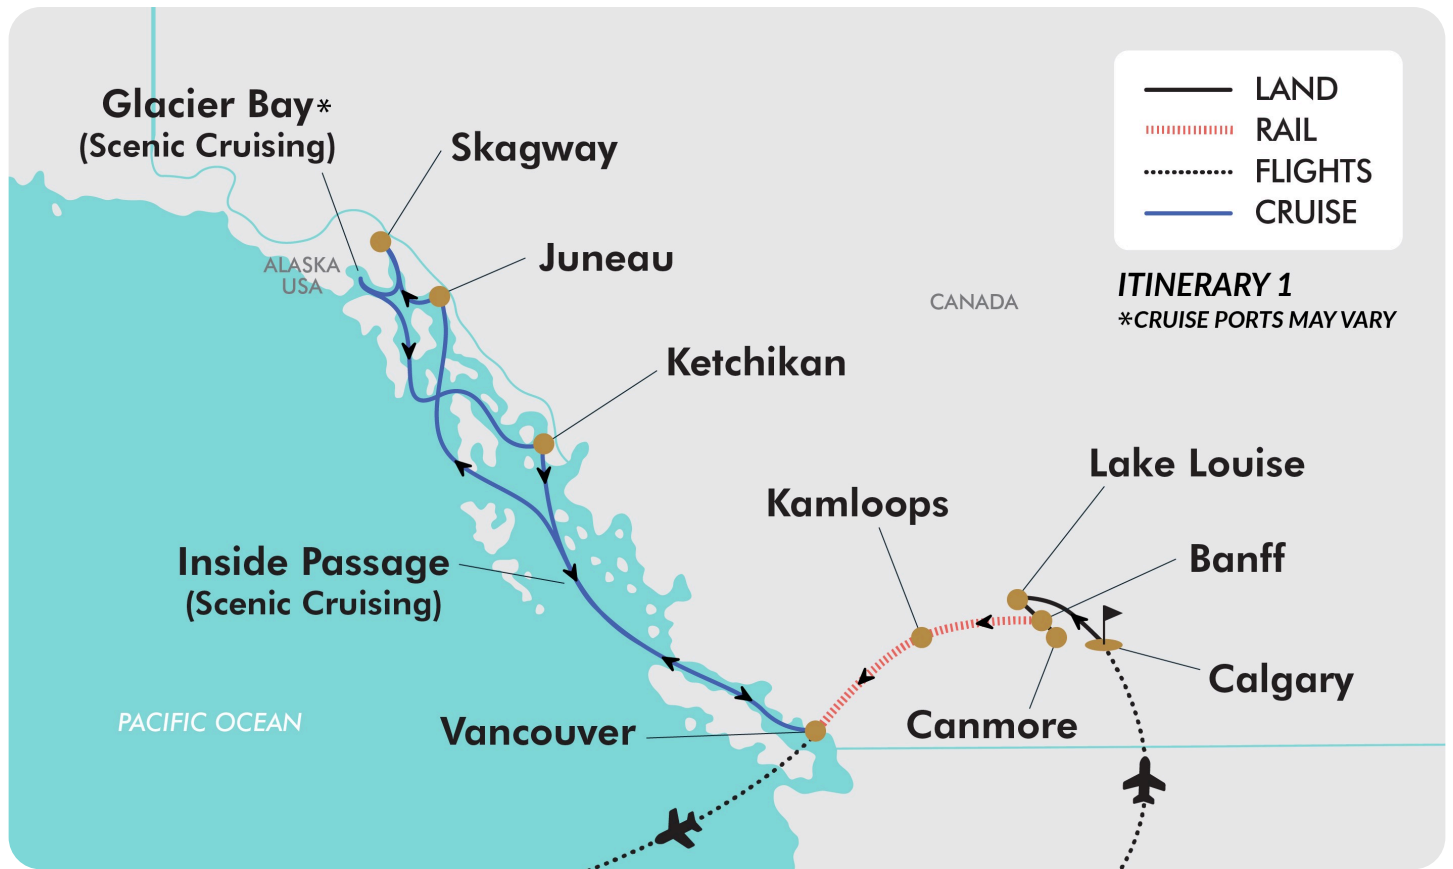 Glacier Bay*
(Scenic Cruising)
Skagway
Juneau
ALASKA
USA
Ketchikan
Inside Passage
(Scenic Cruising)
PACIFIC OCEAN
Vancouver
CANADA
Kamloops
Lake Louise
Banff
Calgary
Canmore
LAND
RAIL
FLIGHTS
CRUISE
ITINERARY 1
*CRUISE PORTS MAY VARY